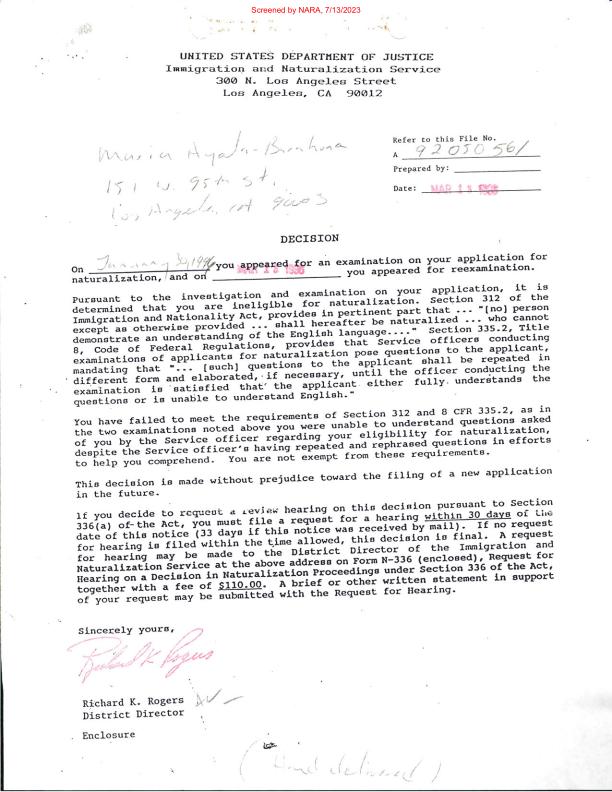 Screened by NARA, 7/13/2023
UNITED STATES DEPARTMENT OF JUSTICE
Immigration and Naturalization Service
300 N. Los Angeles Street
Los Angeles, CA 90012
Maria Ayala-
151 W. 95th St.
Los Angeles, 90003
Refer to this File No.
A 92050561
Prepared by:
Date: MAR 18 1996
DECISION
On January 1996 you appeared for an examination on your application for
naturalization, and on MAR 18 1996 you appeared for reexamination.
Pursuant to the investigation and examination on your application, it is
determined that you are ineligible for naturalization. Section 312 of the
Immigration and Nationality Act, provides in pertinent part that ... "[no] person
except as otherwise provided ... shall hereafter be naturalized ... who cannot
demonstrate an understanding of the English language...." Section 335.2, Title
8, Code of Federal Regulations, provides that Service officers conducting
examinations of applicants for naturalization pose questions to the applicant,
mandating that "... [such] questions to the applicant shall be repeated in
different form and elaborated, if necessary, until the officer conducting the
examination is satisfied that the applicant either fully understands the
questions or is unable to understand English."
You have failed to meet the requirements of Section 312 and 8 CFR 335.2, as in
the two examinations noted above you were unable to understand questions asked
of you by the Service officer regarding your eligibility for naturalization,
despite the Service officer's having repeated and rephrased questions in efforts
to help you comprehend. You are not exempt from these requirements.
This decision is made without prejudice toward the filing of a new application
in the future.
If you decide to request a review hearing on this decision pursuant to Section
336(a) of the Act, you must file a request for a hearing within 30 days of the
date of this notice (33 days if this notice was received by mail). If no request
for hearing is filed within the time allowed, this decision is final. A request
for hearing may be made to the District Director of the Immigration and
Naturalization Service at the above address on Form N-336 (enclosed), Request for
Hearing on a Decision in Naturalization Proceedings under Section 336 of the Act,
together with a fee of $110.00. A brief or other written statement in support
of your request may be submitted with the Request for Hearing.
Sincerely yours,
Richard K Rogers
Richard K. Rogers
District Director
Enclosure
(Hand delivered)